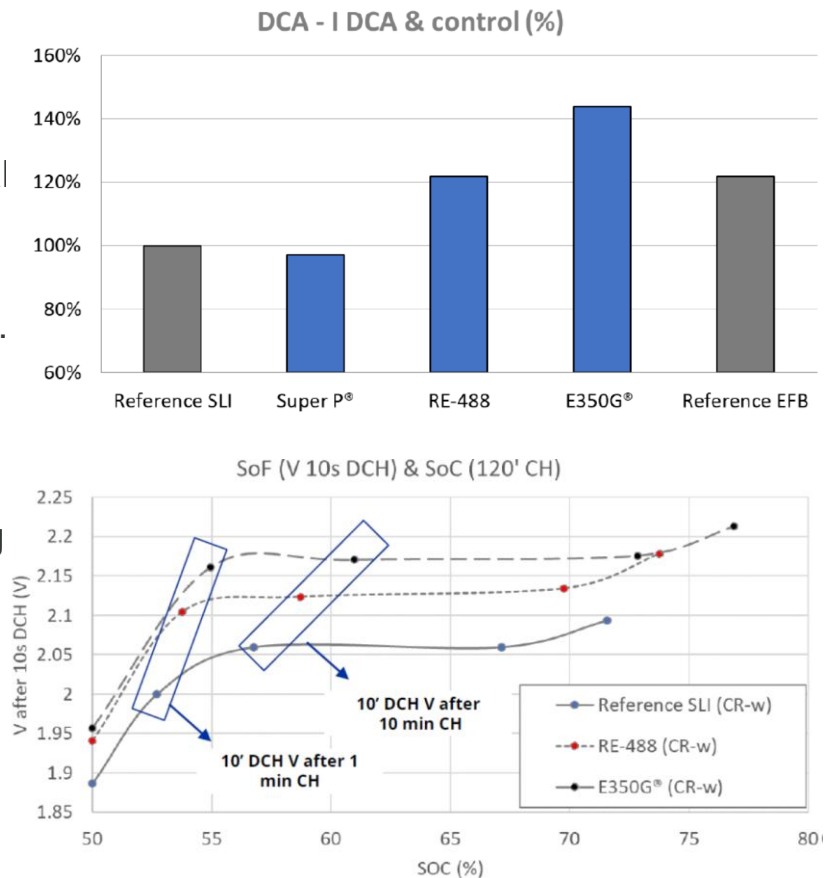 DCA - I DCA & control (%)
160%
140%
120%
100%
80%
60%
Reference SLI
Super P®
RE-488
E350G®
Reference EFB
SoF (V 10s DCH) & SoC (120' CH)
V after 10s DCH (V)
2.25
2.2
2.15
2.1
2.05
2
1.95
1.9
1.85
10' DCH V after
10 min CH
10' DCH V after 1
min CH
Reference SLI (CR-w)
RE-488 (CR-w)
E350G® (CR-w)
50
55
60
65
70
75
80
SOC (%)